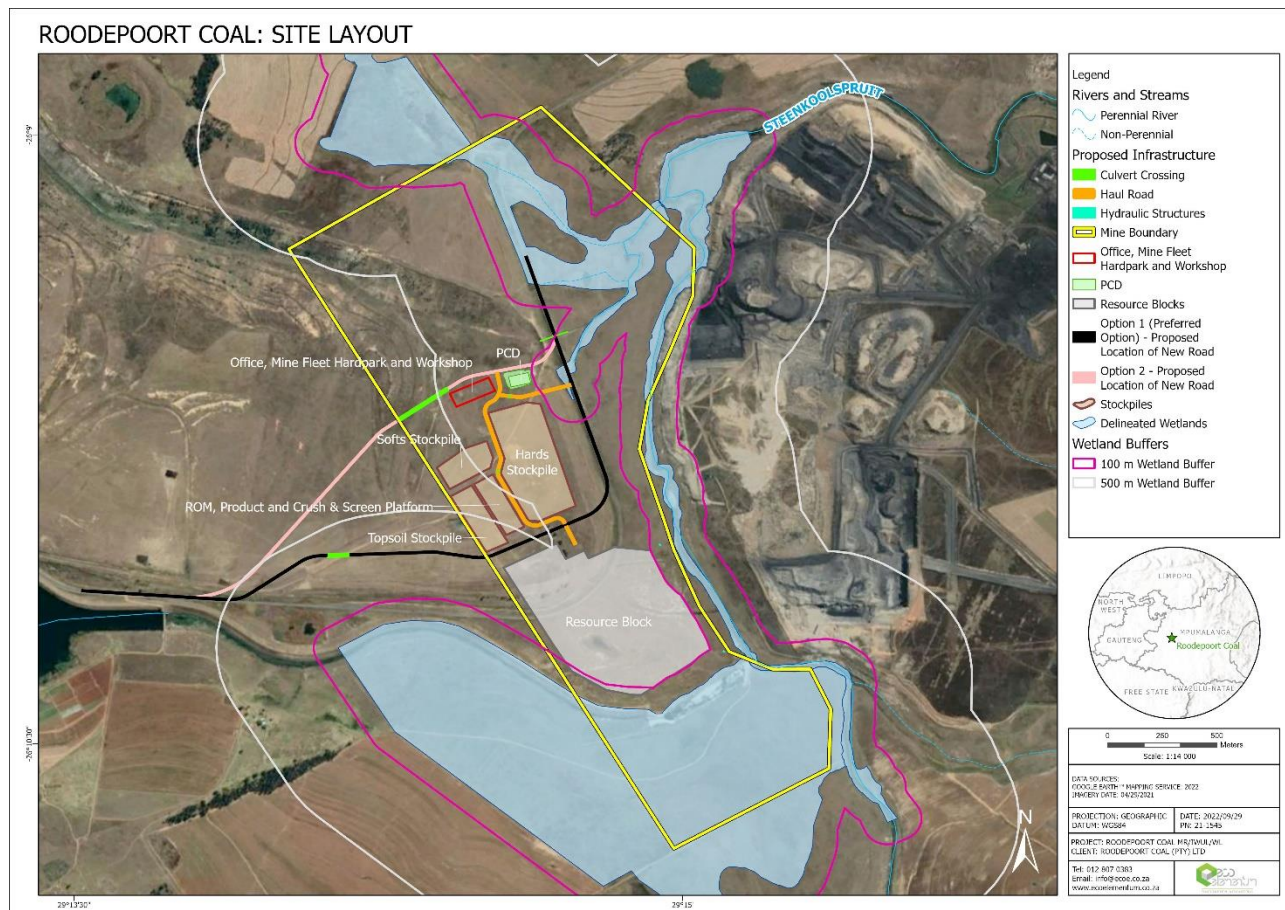 ROODEPOORT COAL: SITE LAYOUT
-26°9'
-26°10'30"
29°13'30"
29°15'
STEENKOOLSPRUIT
Office, Mine Fleet Hardpark and Workshop
PCD
Softs Stockpile
Hards
Stockpile
ROM, Product and Crush & Screen Platform
Topsoil Stockpile
Resource Block
Legend
Rivers and Streams
Perennial River
Non-Perennial
Proposed Infrastructure
Culvert Crossing
Haul Road
Hydraulic Structures
Mine Boundary
Office, Mine Fleet
Hardpark and Workshop
PCD
Resource Blocks
Option 1 (Preferred
Option) - Proposed
Location of New Road
Option 2 - Proposed
Location of New Road
Stockpiles
Delineated Wetlands
Wetland Buffers
100 m Wetland Buffer
500 m Wetland Buffer
LIMPOPO
NORTH
WEST
GAUTENG
MPUMALANGA
Roodepoort Coal
FREE STATE
KWAZULU-NATAL
0 250 500
Meters
Scale: 1:14 000
DATA SOURCES:
GOOGLE EARTH™ MAPPING SERVICE 2022
IMAGERY DATE: 04/25/2021
PROJECTION: GEOGRAPHIC
DATUM: WGS84
DATE: 2022/09/29
PN: 21-1545
PROJECT: ROODEPOORT COAL MR/IWUL/WL
CLIENT: ROODEPOORT COAL (PTY) LTD
Tel: 012 807 0383
Email: info@ecoe.co.za
www.ecoelementum.co.za
eco
elementum
N